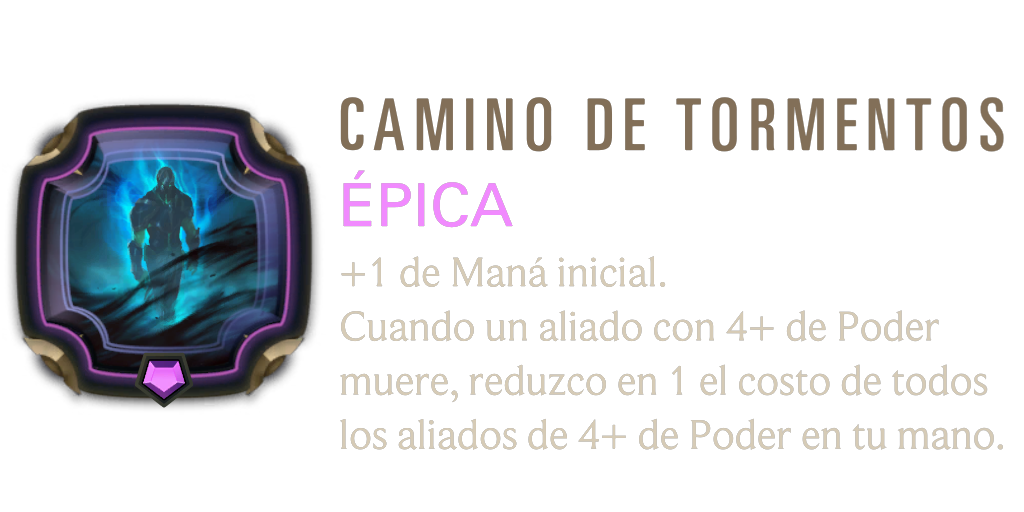 CAMINO DE TORMENTOS
ÉPICA
+1 de Maná inicial.
Cuando un aliado con 4+ de Poder
muere, reduzco en 1 el costo de todos
los aliados de 4+ de Poder en tu mano.